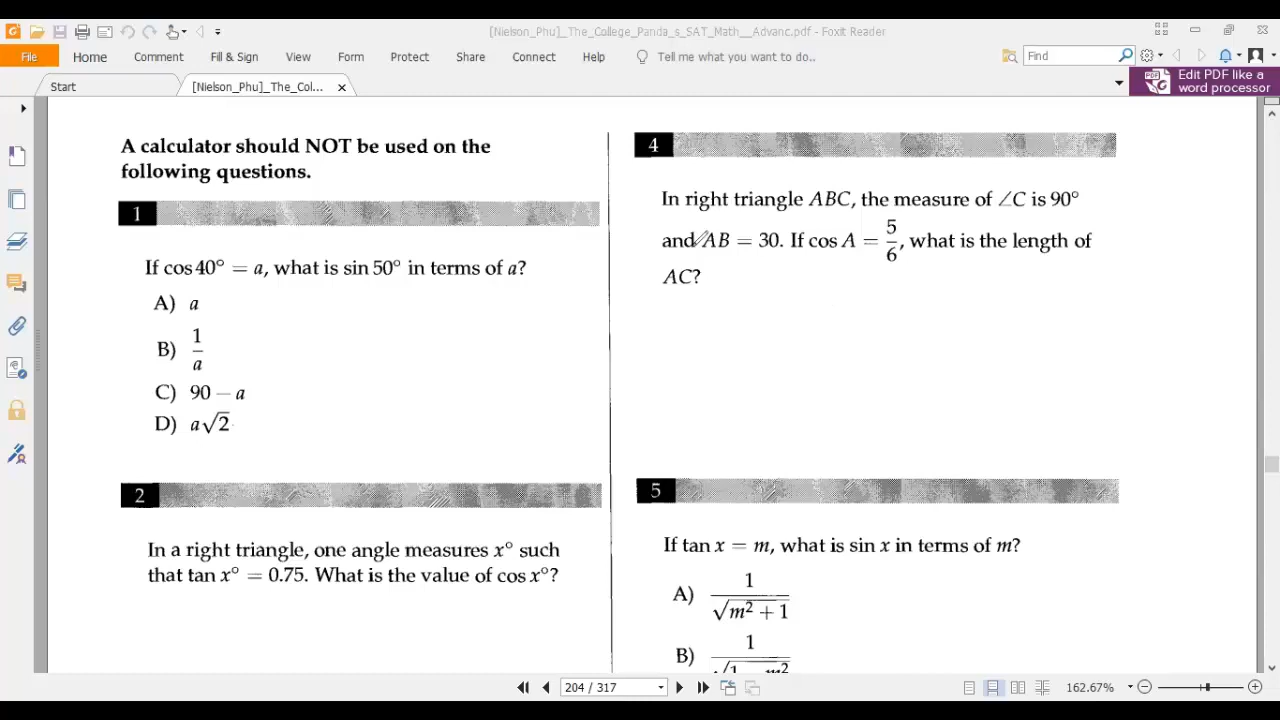 [Nielson_Phu]_The_College_Panda_s_SAT_Math__Advanc.pdf - Foxit Reader
File Home Comment Fill & Sign View Form Protect Share Connect Help Tell me what you want to do.. Find
Start [Nielson_Phu]_The_Col...
Edit PDF like a
word processor
A calculator should NOT be used on the
following questions.
1
If cos 40° = a, what is sin 50° in terms of a?
A) a
B) 1/a
C) 90 − a
D) a√2
2
In a right triangle, one angle measures x° such
that tan x° = 0.75. What is the value of cos x°?
4
In right triangle ABC, the measure of ∠C is 90°
and AB = 30. If cos A = 5/6, what is the length of
AC?
5
If tan x = m, what is sin x in terms of m?
A) 1/√(m² + 1)
B)
204 / 317
162.67%